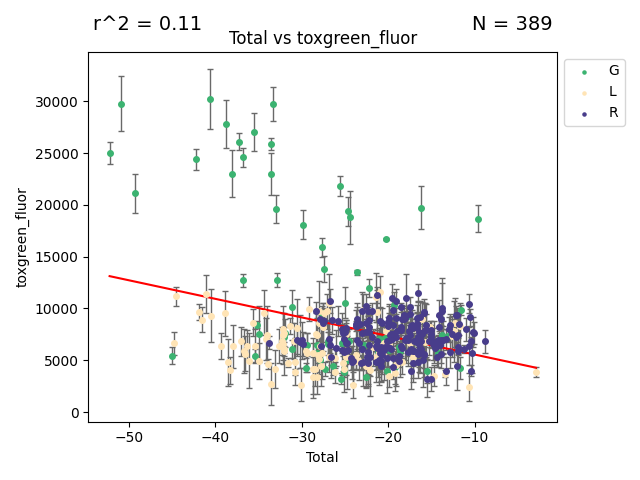 r^2 = 0.11
N = 389
Total vs toxgreen_fluor
G
L
R
30000
25000
20000
15000
10000
5000
0
toxgreen_fluor
−50
−40
−30
−20
−10
Total